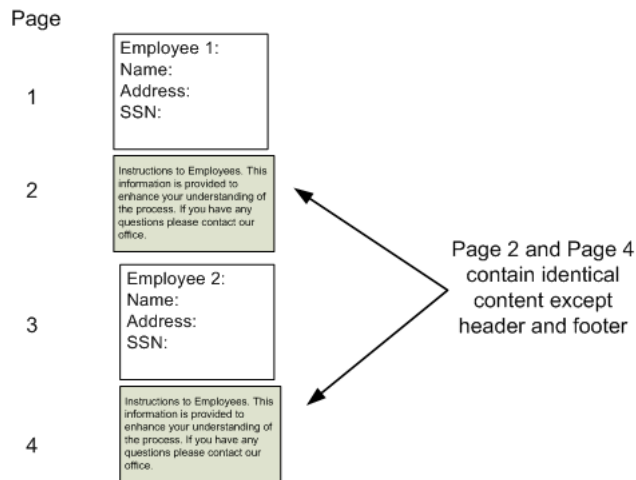 Page
1
Employee 1:
Name:
Address:
SSN:
2
Instructions to Employees. This
information is provided to
enhance your understanding of
the process. If you have any
questions please contact our
office.
Page 2 and Page 4
contain identical
content except
header and footer
3
Employee 2:
Name:
Address:
SSN:
4
Instructions to Employees. This
information is provided to
enhance your understanding of
the process. If you have any
questions please contact our
office.